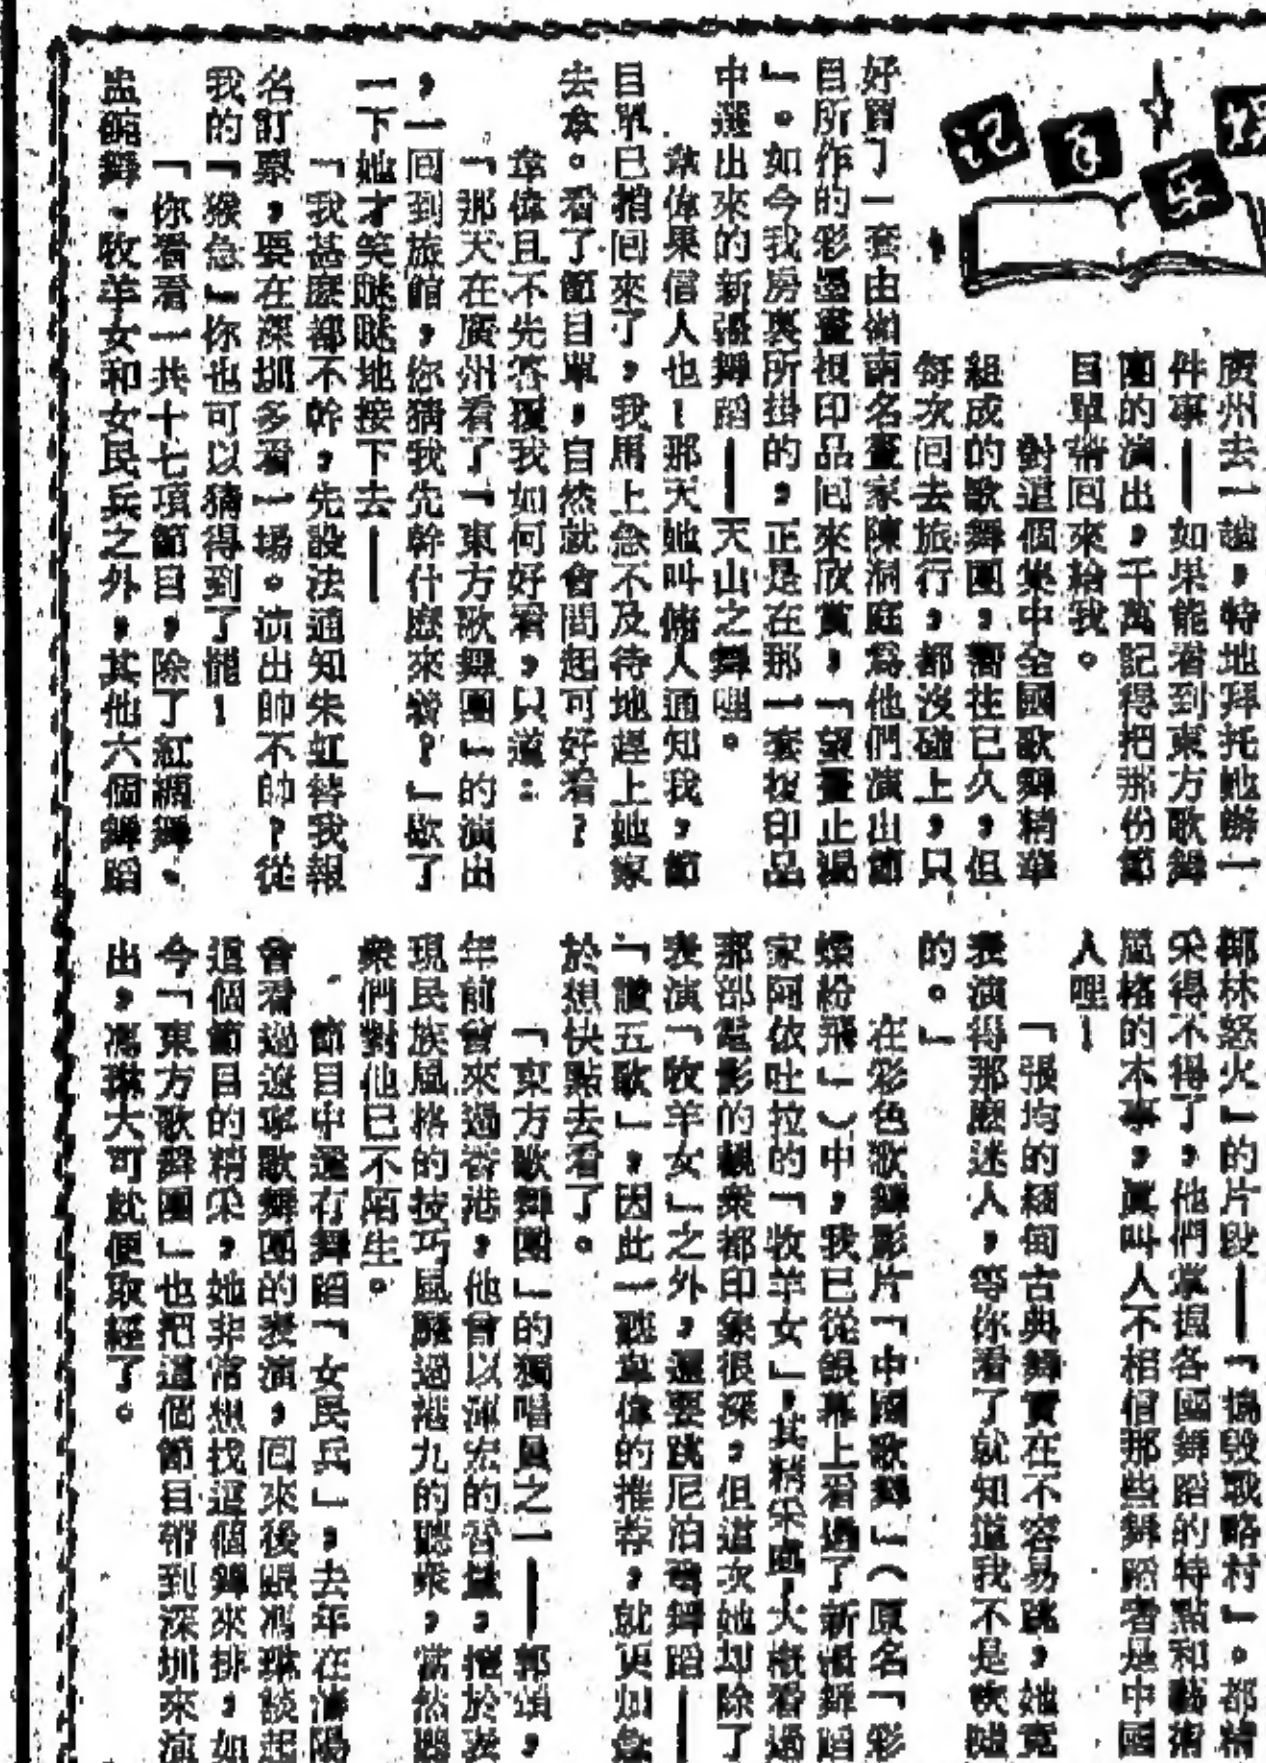 娛
乐
手
记
廣州去一趟，特地拜托她辦一
件事——如果能看到東方歌舞
團的演出，千萬記得把那份節
目單帶回來給我。
對這個集中全國歌舞精華
組成的歌舞團，嚮往已久，但
每次回去旅行，都沒碰上，只
好買了一套由湖南名畫家陳洞庭爲他們演出節
目所作的彩墨畫複印品回來欣賞，「望畫止渴
」。如今我房裏所掛的，正是在那一套複印品
中選出來的新疆舞蹈——天山之舞哩。
韋偉果信人也！那天她叫傭人通知我，節
目單已捎回來了，我馬上急不及待地趕上她家
去拿。看了節目單，自然就會問起可好看？
韋偉且不先答覆我如何好看，只道：
「那天在廣州看了「東方歌舞團」的演出
，一回到旅館，你猜我先幹什麼來着？」歇了
一下她才笑瞇瞇地接下去——
「我甚麼都不幹，先設法通知朱虹替我報
名訂票，要在深圳多看一場。演出帥不帥？從
我的「猴急」你也可以猜得到了罷！
「你看看一共十七項節目，除了紅綢舞、
盅碗舞、牧羊女和女民兵之外，其他六個舞蹈
椰林怒火」的片段——「搗毀戰略村」。都精
采得不得了，他們掌握各國舞蹈的特點和藝術
風格的本事，真叫人不相信那些舞蹈者是中國
人哩！
「張均的緬甸古典舞實在不容易跳，她竟
表演得那麼迷人，等你看了就知道我不是吹噓
的。」
在彩色歌舞影片「中國歌舞」（原名「彩
蝶紛飛」）中，我已從銀幕上看過了新疆舞蹈
家阿依吐拉的「牧羊女」，其精采處，大概看過
那部電影的觀衆都印象很深，但這次她却除了
表演「牧羊女」之外，還要跳尼泊爾舞蹈——
「讚五歌」，因此一聽韋偉的推荐，就更加急
於想快點去看了。
「東方歌舞團」的獨唱員之一——郭頌，
年前曾來過香港，他曾以渾宏的音量，擅於表
現民族風格的技巧風靡過港九的聽衆，當然觀
衆們對他已不陌生。
節目中還有舞蹈「女民兵」，去年在瀋陽
會看過遼寧歌舞團的表演，回來後跟馮琳談起
這個節目的精采，她非常想找這個舞來排，如
今「東方歌舞團」也把這個節目帶到深圳來演
出，馮琳大可就便取經了。